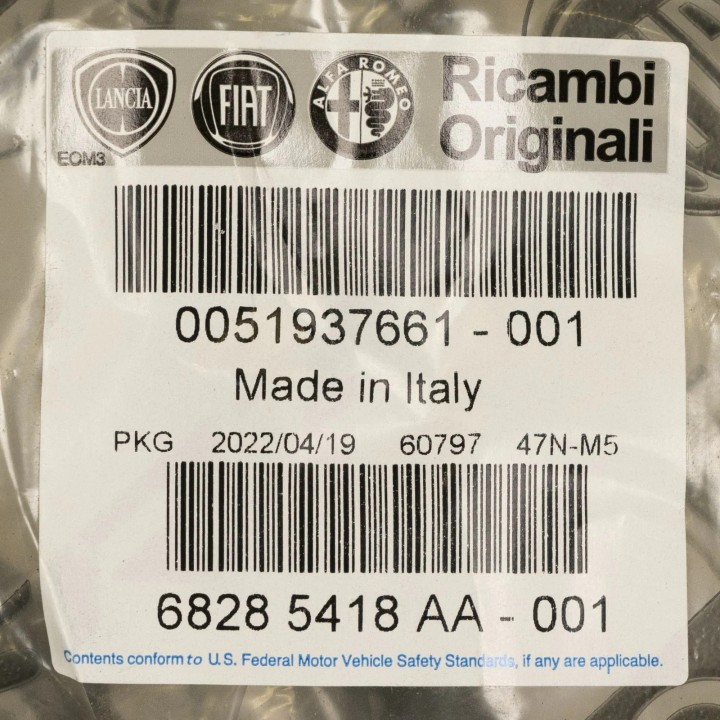 LANCIA
FIAT
ALFA ROMEO
Ricambi
Originali
EOM3
0051937661 - 001
Made in Italy
PKG 2022/04/19 60797 47N-M5
6828 5418 AA - 001
Contents conform to U.S. Federal Motor Vehicle Safety Standards, if any are applicable.